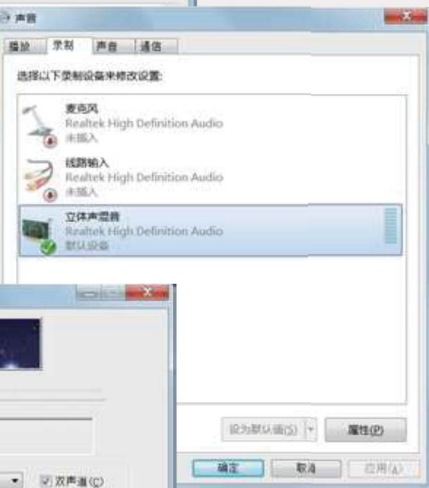 声音
播放 录制 声音 通信
选择以下录制设备来修改设置:
麦克风
Realtek High Definition Audio
未插入
线路输入
Realtek High Definition Audio
未插入
立体声混音
Realtek High Definition Audio
默认设备
设为默认值(S) 属性(P)
确定 取消 应用(A)
双声道(C)